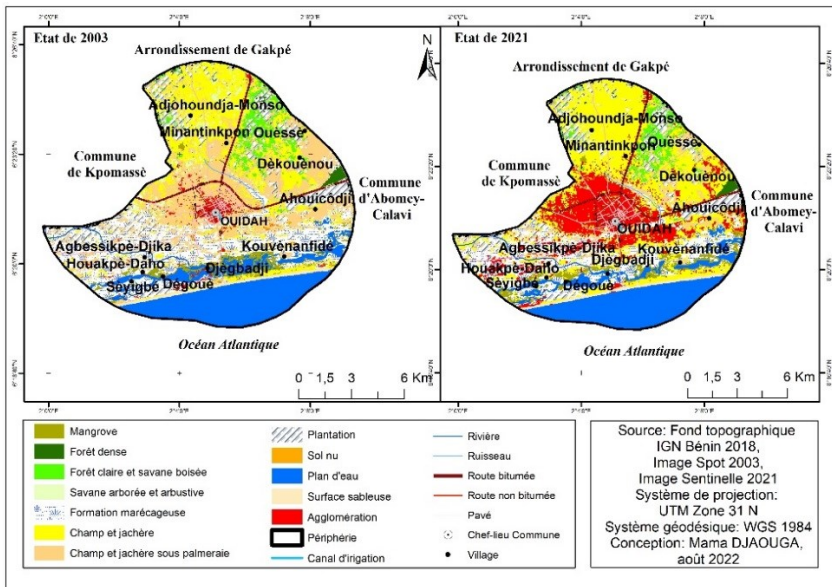 Etat de 2003
Arrondissement de Gakpé
N
Adjohoundja-Monso
Minantinkpon
Ouèsse
Dèkouènou
Commune
de Kpomassè
Commune
d'Abomey-
Calavi
Ahouicôdji
OUIDAH
Agbessikpè-Djika
Kouvènanfidé
Houakpè-Daho
Djègbadji
Sèyigbé
Dégoué
Océan Atlantique
0 1,5 3 6 Km
Etat de 2021
Arrondissement de Gakpé
Adjohoundja-Monso
Minantinkpon
Ouèsse
Dèkouènou
Commune
de Kpomassè
Commune
d'Abomey-
Calavi
Ahouicôdji
OUIDAH
Agbessikpè-Djika
Kouvènanfidé
Djègbadji
Houakpè-Daho
Sèyigbé
Dégoué
Océan Atlantique
0 1,5 3 6 Km
Mangrove
Forêt dense
Forêt claire et savane boisée
Savane arborée et arbustive
Formation marécageuse
Champ et jachère
Champ et jachère sous palmeraie
Plantation
Sol nu
Plan d'eau
Surface sableuse
Agglomération
Périphérie
Canal d'irigation
Rivière
Ruisseau
Route bitumée
Route non bitumée
Pavé
Chef-lieu Commune
Village
Source: Fond topographique
IGN Bénin 2018,
Image Spot 2003,
Image Sentinelle 2021
Système de projection:
UTM Zone 31 N
Système géodésique: WGS 1984
Conception: Mama DJAOUGA,
août 2022